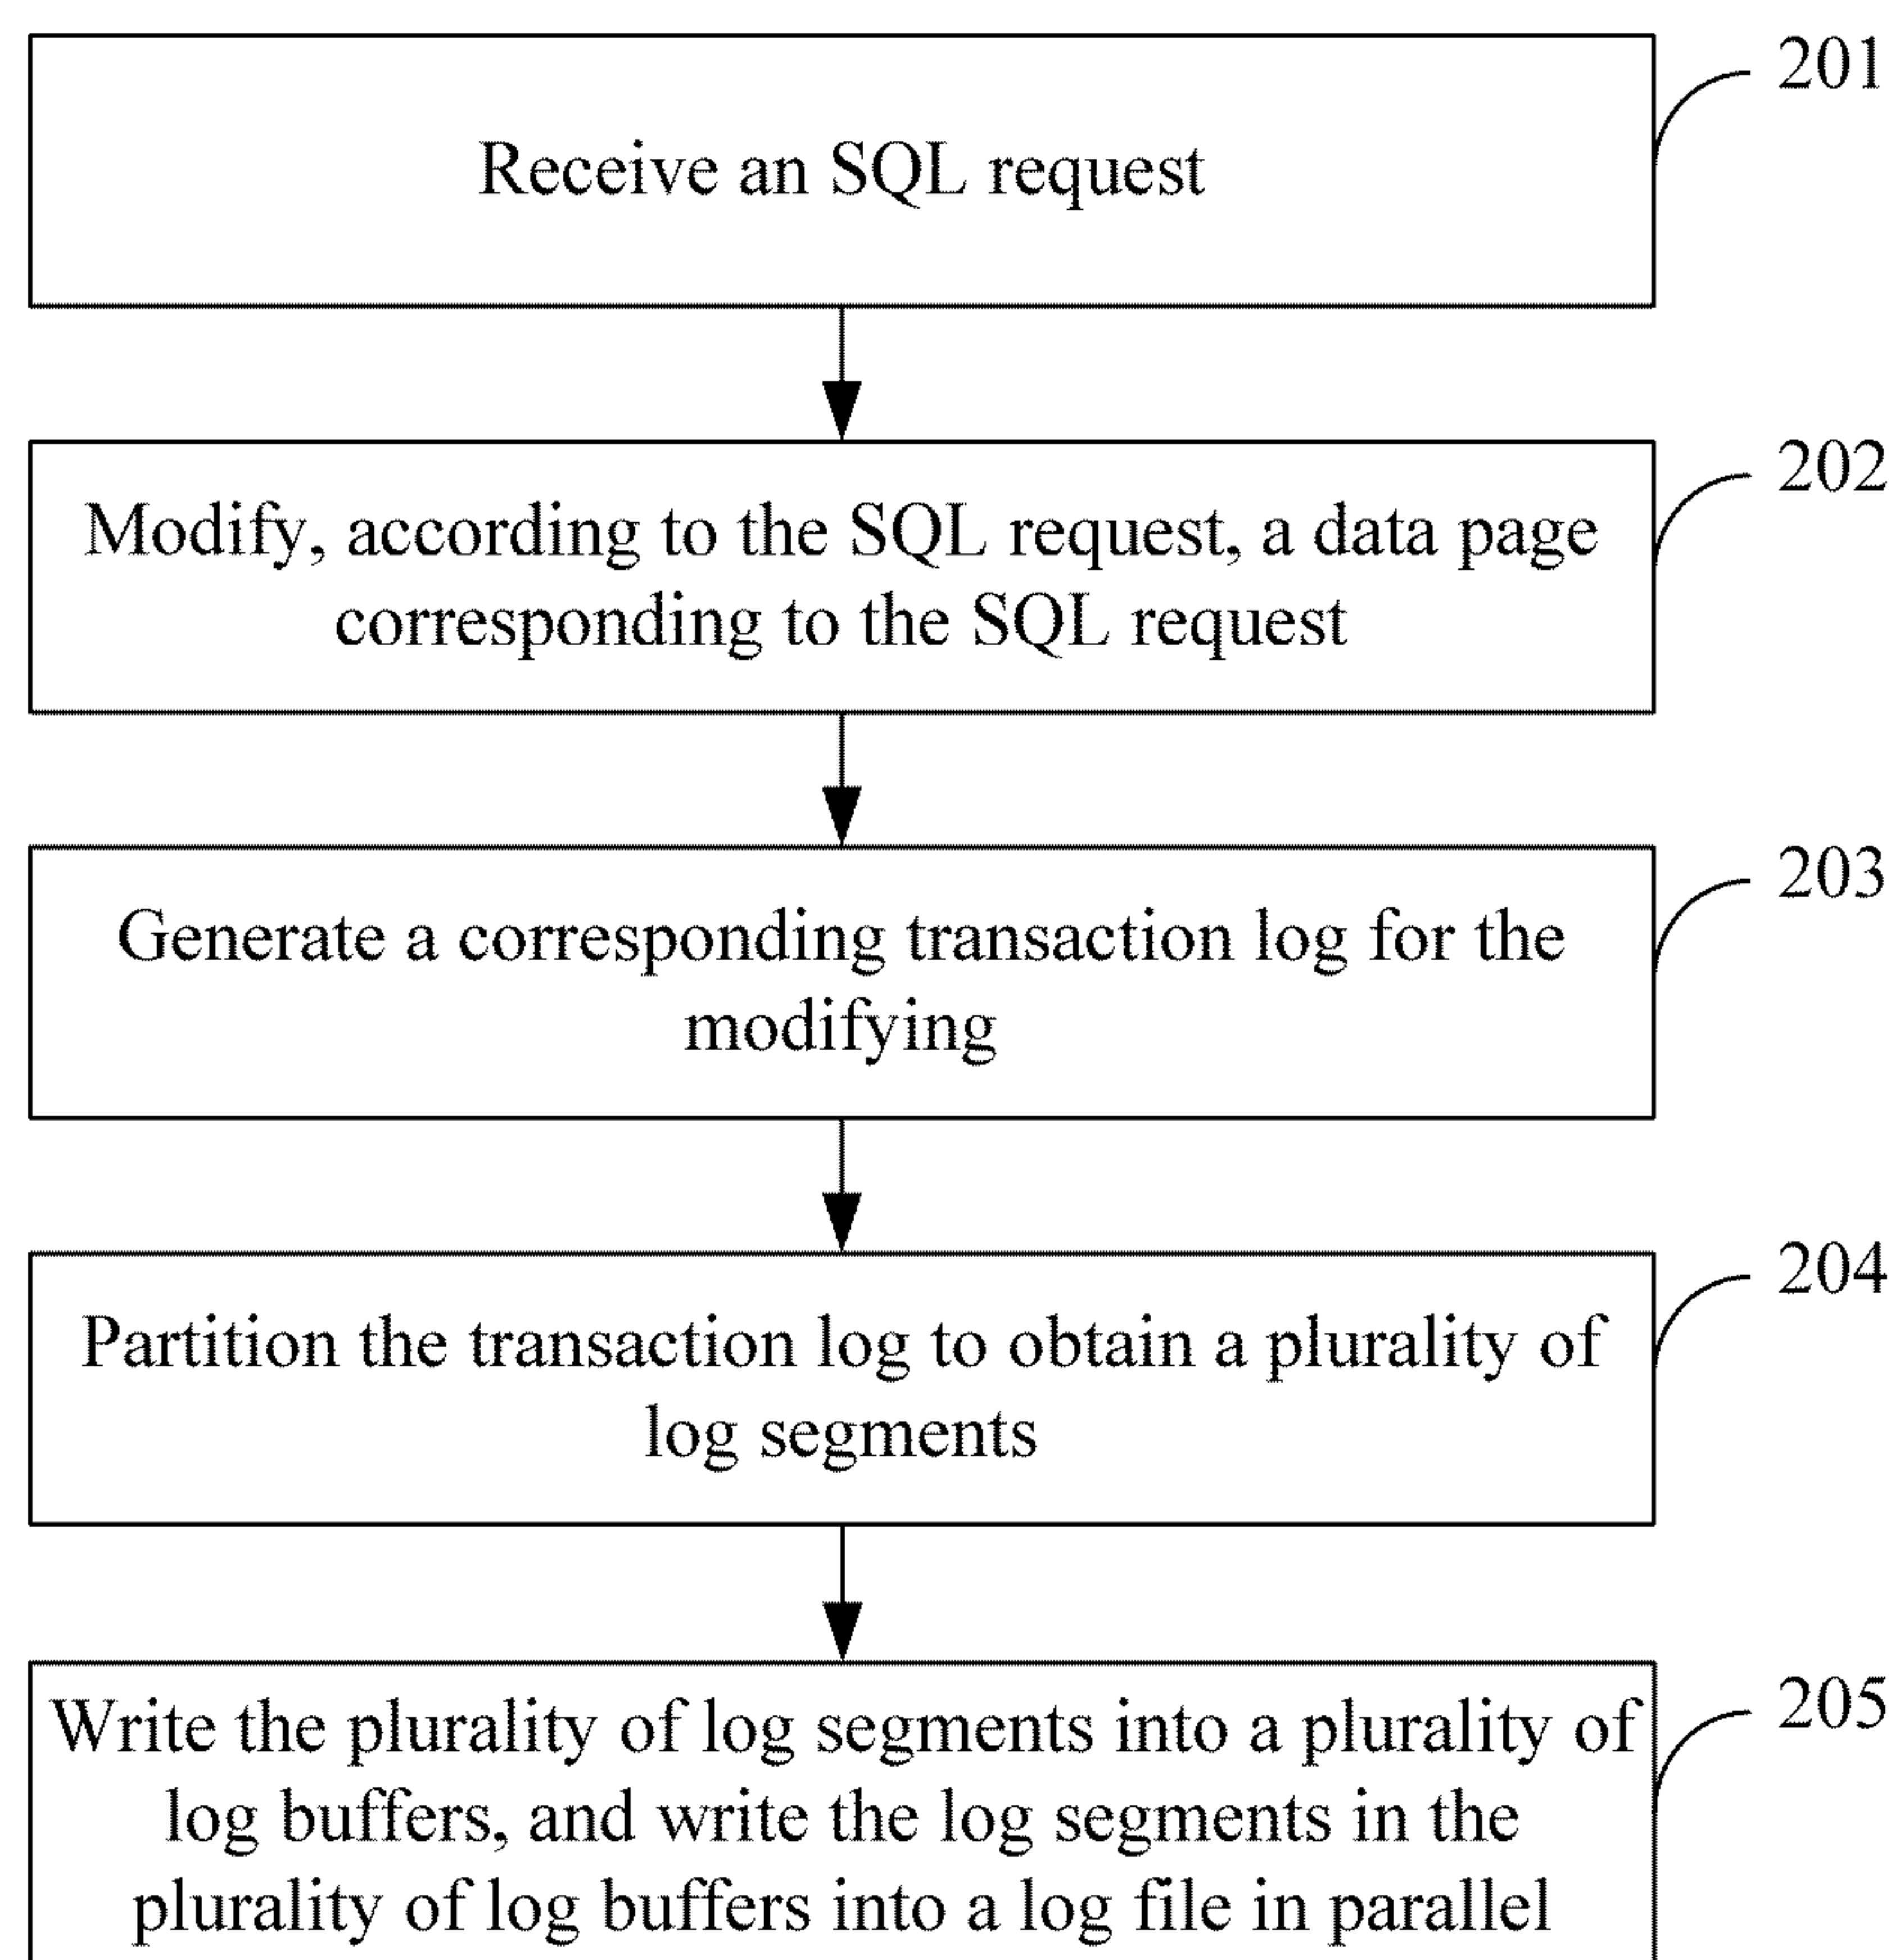 201
Receive an SQL request
202
Modify, according to the SQL request, a data page
corresponding to the SQL request
203
Generate a corresponding transaction log for the
modifying
204
Partition the transaction log to obtain a plurality of
log segments
205
Write the plurality of log segments into a plurality of
log buffers, and write the log segments in the
plurality of log buffers into a log file in parallel